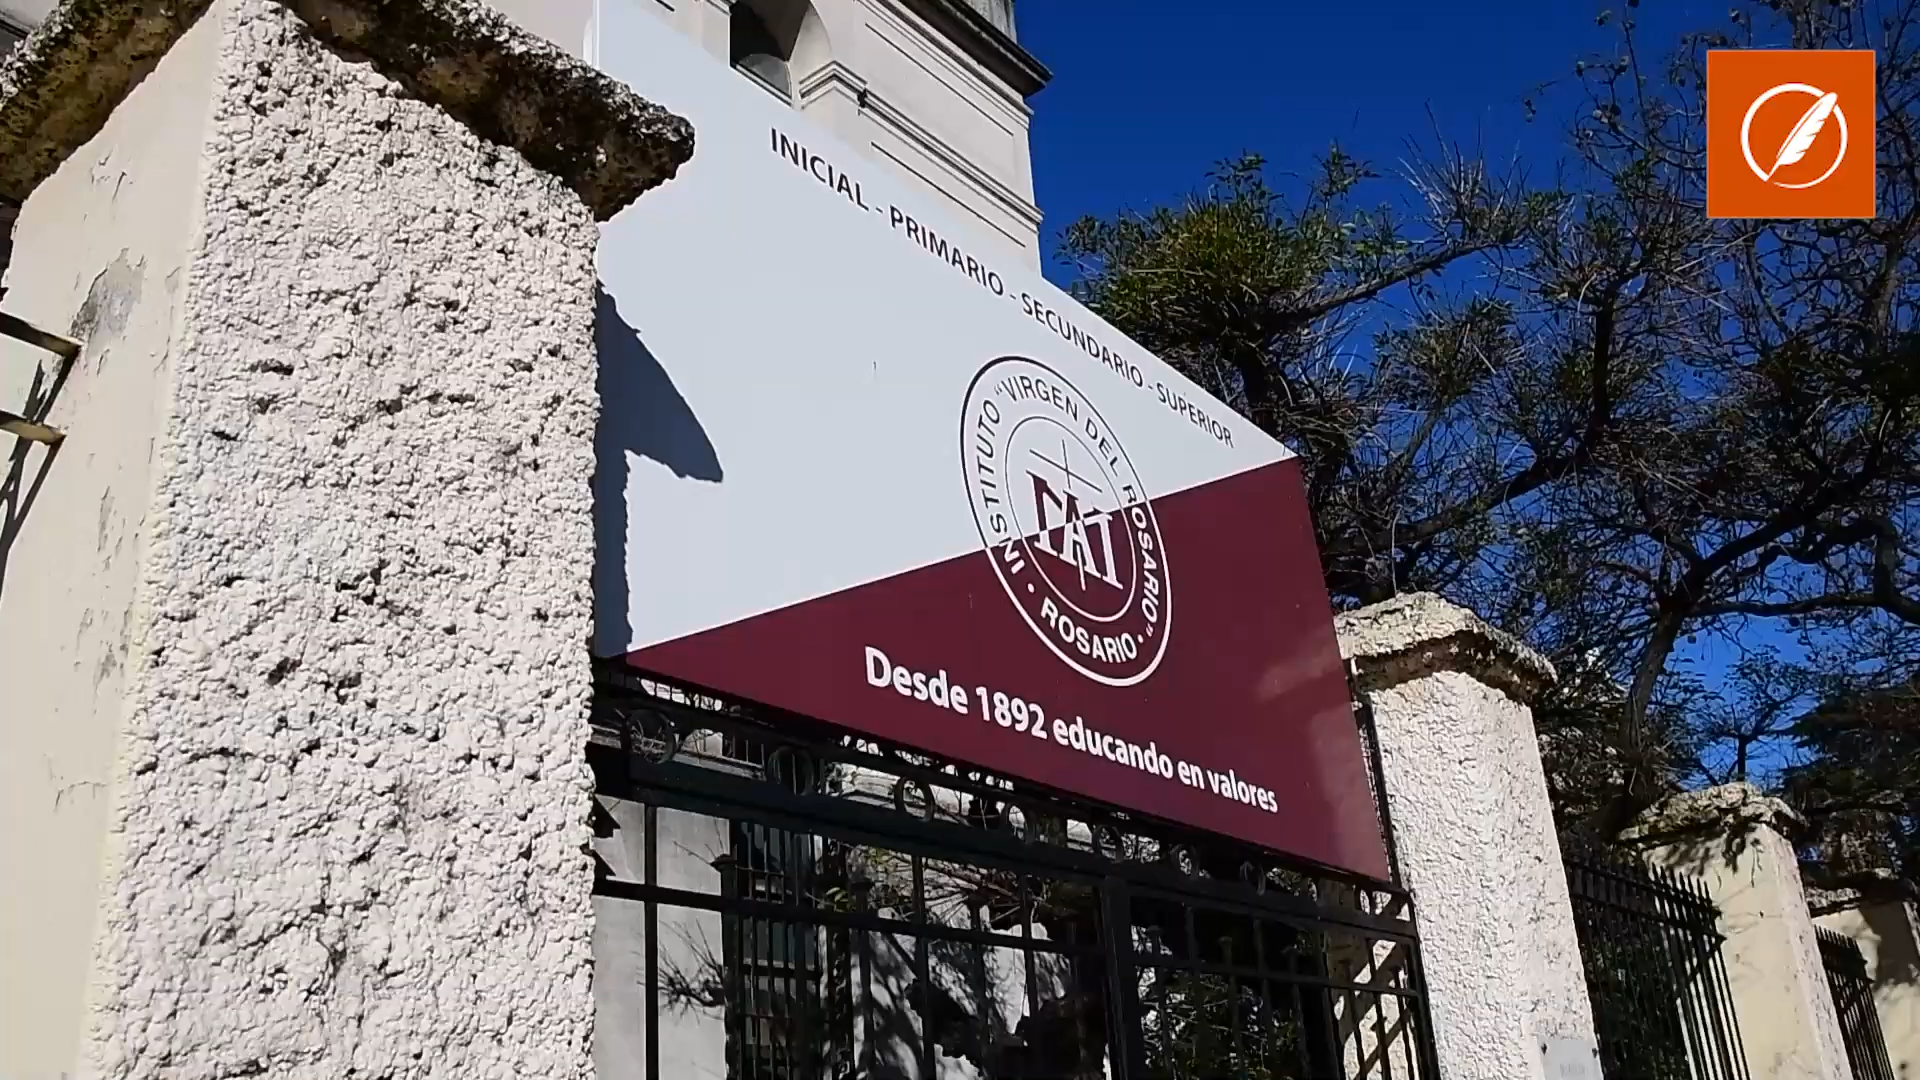 INICIAL - PRIMARIO - SECUNDARIO - SUPERIOR
INSTITUTO "VIRGEN DEL ROSARIO"
· ROSARIO ·
Desde 1892 educando en valores